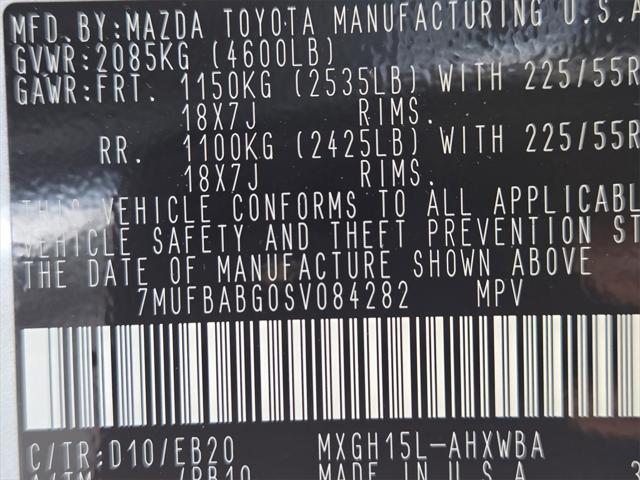 MFD.BY:MAZDA TOYOTA MANUFACTURING U.S.A
GVWR:2085KG (4600LB)
GAWR:FRT. 1150KG (2535LB) WITH 225/55R
18X7J RIMS.
RR. 1100KG (2425LB) WITH 225/55R
18X7J RIMS.
THIS VEHICLE CONFORMS TO ALL APPLICABL
VEHICLE SAFETY AND THEFT PREVENTION ST
THE DATE OF MANUFACTURE SHOWN ABOVE
7MUFBABG0SV084282 MPV
C/TR:D10/EB20 MXGH15L-AHXWBA
MADE IN U.S.A.